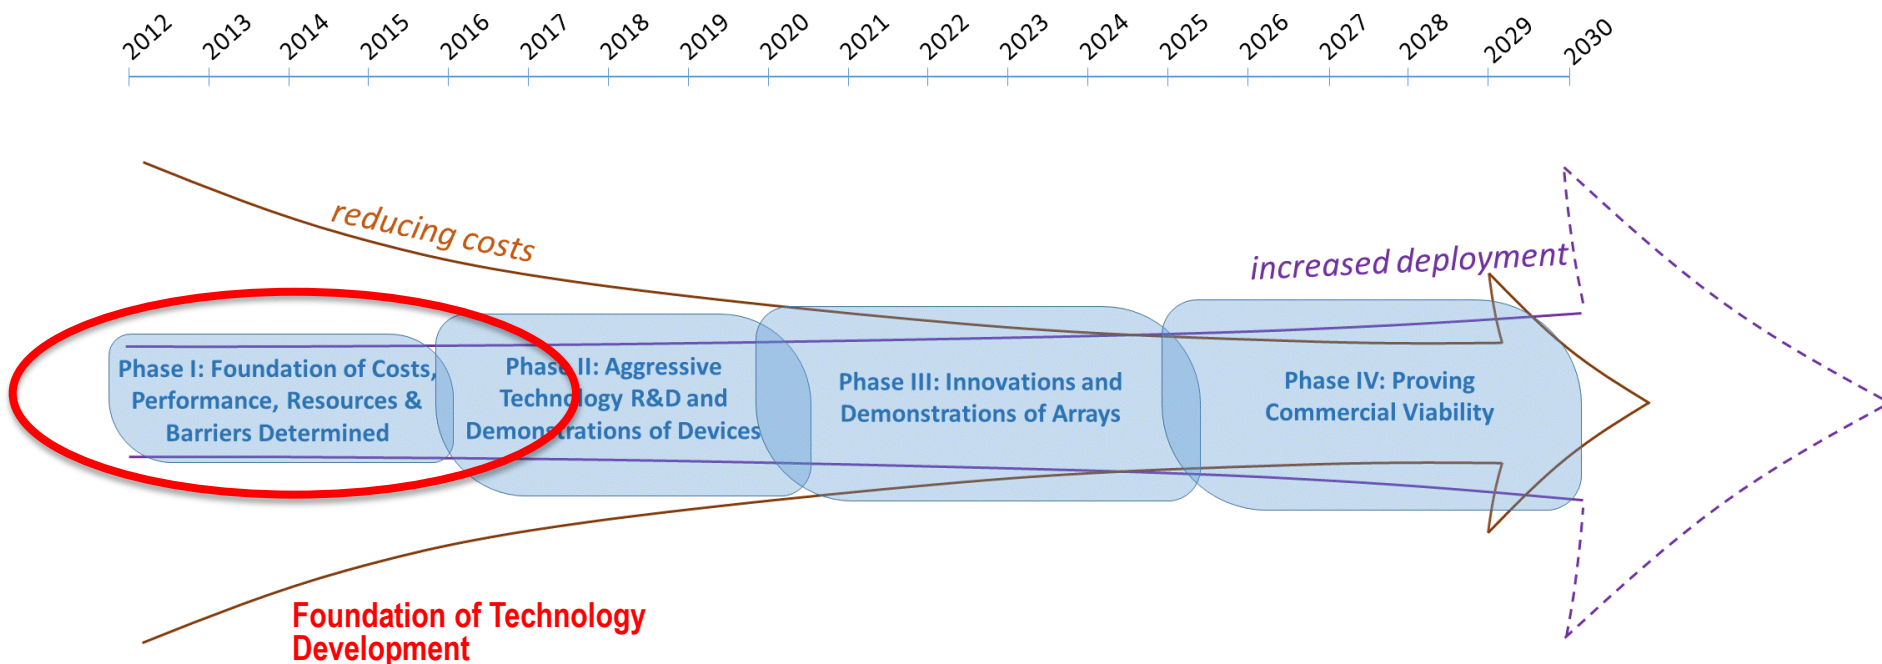 2012 2013 2014 2015 2016 2017 2018 2019 2020 2021 2022 2023 2024 2025 2026 2027 2028 2029 2030
reducing costs
increased deployment
Phase I: Foundation of Costs,
Performance, Resources &
Barriers Determined
Phase II: Aggressive
Technology R&D and
Demonstrations of Devices
Phase III: Innovations and
Demonstrations of Arrays
Phase IV: Proving
Commercial Viability
Foundation of Technology
Development